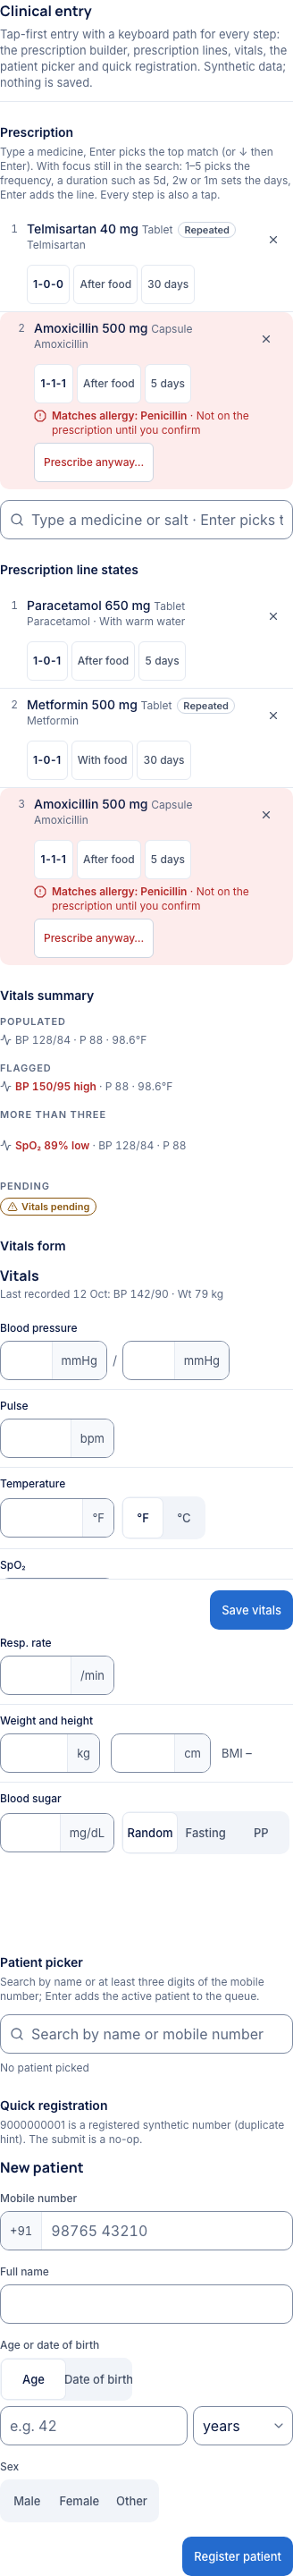 Clinical entry
Tap-first entry with a keyboard path for every step:
the prescription builder, prescription lines, vitals, the
patient picker and quick registration. Synthetic data;
nothing is saved.
Prescription
Type a medicine, Enter picks the top match (or ↓ then
Enter). With focus still in the search: 1–5 picks the
frequency, a duration such as 5d, 2w or 1m sets the days,
Enter adds the line. Every step is also a tap.
1 Telmisartan 40 mg Tablet Repeated ×
Telmisartan
1-0-0 After food 30 days
2 Amoxicillin 500 mg Capsule ×
Amoxicillin
1-1-1 After food 5 days
Matches allergy: Penicillin · Not on the
prescription until you confirm
Prescribe anyway...
Type a medicine or salt · Enter picks t
Prescription line states
1 Paracetamol 650 mg Tablet ×
Paracetamol · With warm water
1-0-1 After food 5 days
2 Metformin 500 mg Tablet Repeated ×
Metformin
1-0-1 With food 30 days
3 Amoxicillin 500 mg Capsule ×
Amoxicillin
1-1-1 After food 5 days
Matches allergy: Penicillin · Not on the
prescription until you confirm
Prescribe anyway...
Vitals summary
POPULATED
BP 128/84 · P 88 · 98.6°F
FLAGGED
BP 150/95 high · P 88 · 98.6°F
MORE THAN THREE
SpO₂ 89% low · BP 128/84 · P 88
PENDING
Vitals pending
Vitals form
Vitals
Last recorded 12 Oct: BP 142/90 · Wt 79 kg
Blood pressure
mmHg / mmHg
Pulse
bpm
Temperature
°F °F °C
SpO₂
Save vitals
Resp. rate
/min
Weight and height
kg cm BMI –
Blood sugar
mg/dL Random Fasting PP
Patient picker
Search by name or at least three digits of the mobile
number; Enter adds the active patient to the queue.
Search by name or mobile number
No patient picked
Quick registration
9000000001 is a registered synthetic number (duplicate
hint). The submit is a no-op.
New patient
Mobile number
+91 98765 43210
Full name
Age or date of birth
Age Date of birth
e.g. 42 years
Sex
Male Female Other
Register patient